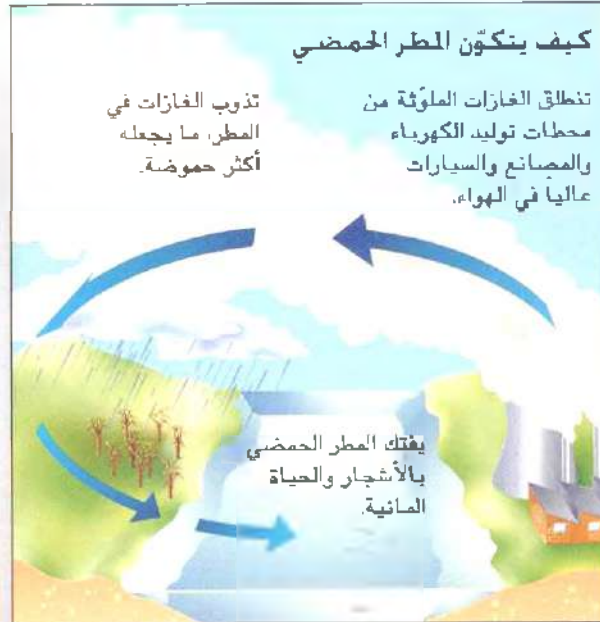 كيف يتكوّن المطر الحمضي
تنطلق الغازات الملوّثة من
محطات توليد الكهرباء
والمصانع والسيارات
عالياً في الهواء.
تذوب الغازات في
المطر، ما يجعله
أكثر حموضة.
يفتك المطر الحمضي
بالأشجار والحياة
المائية.